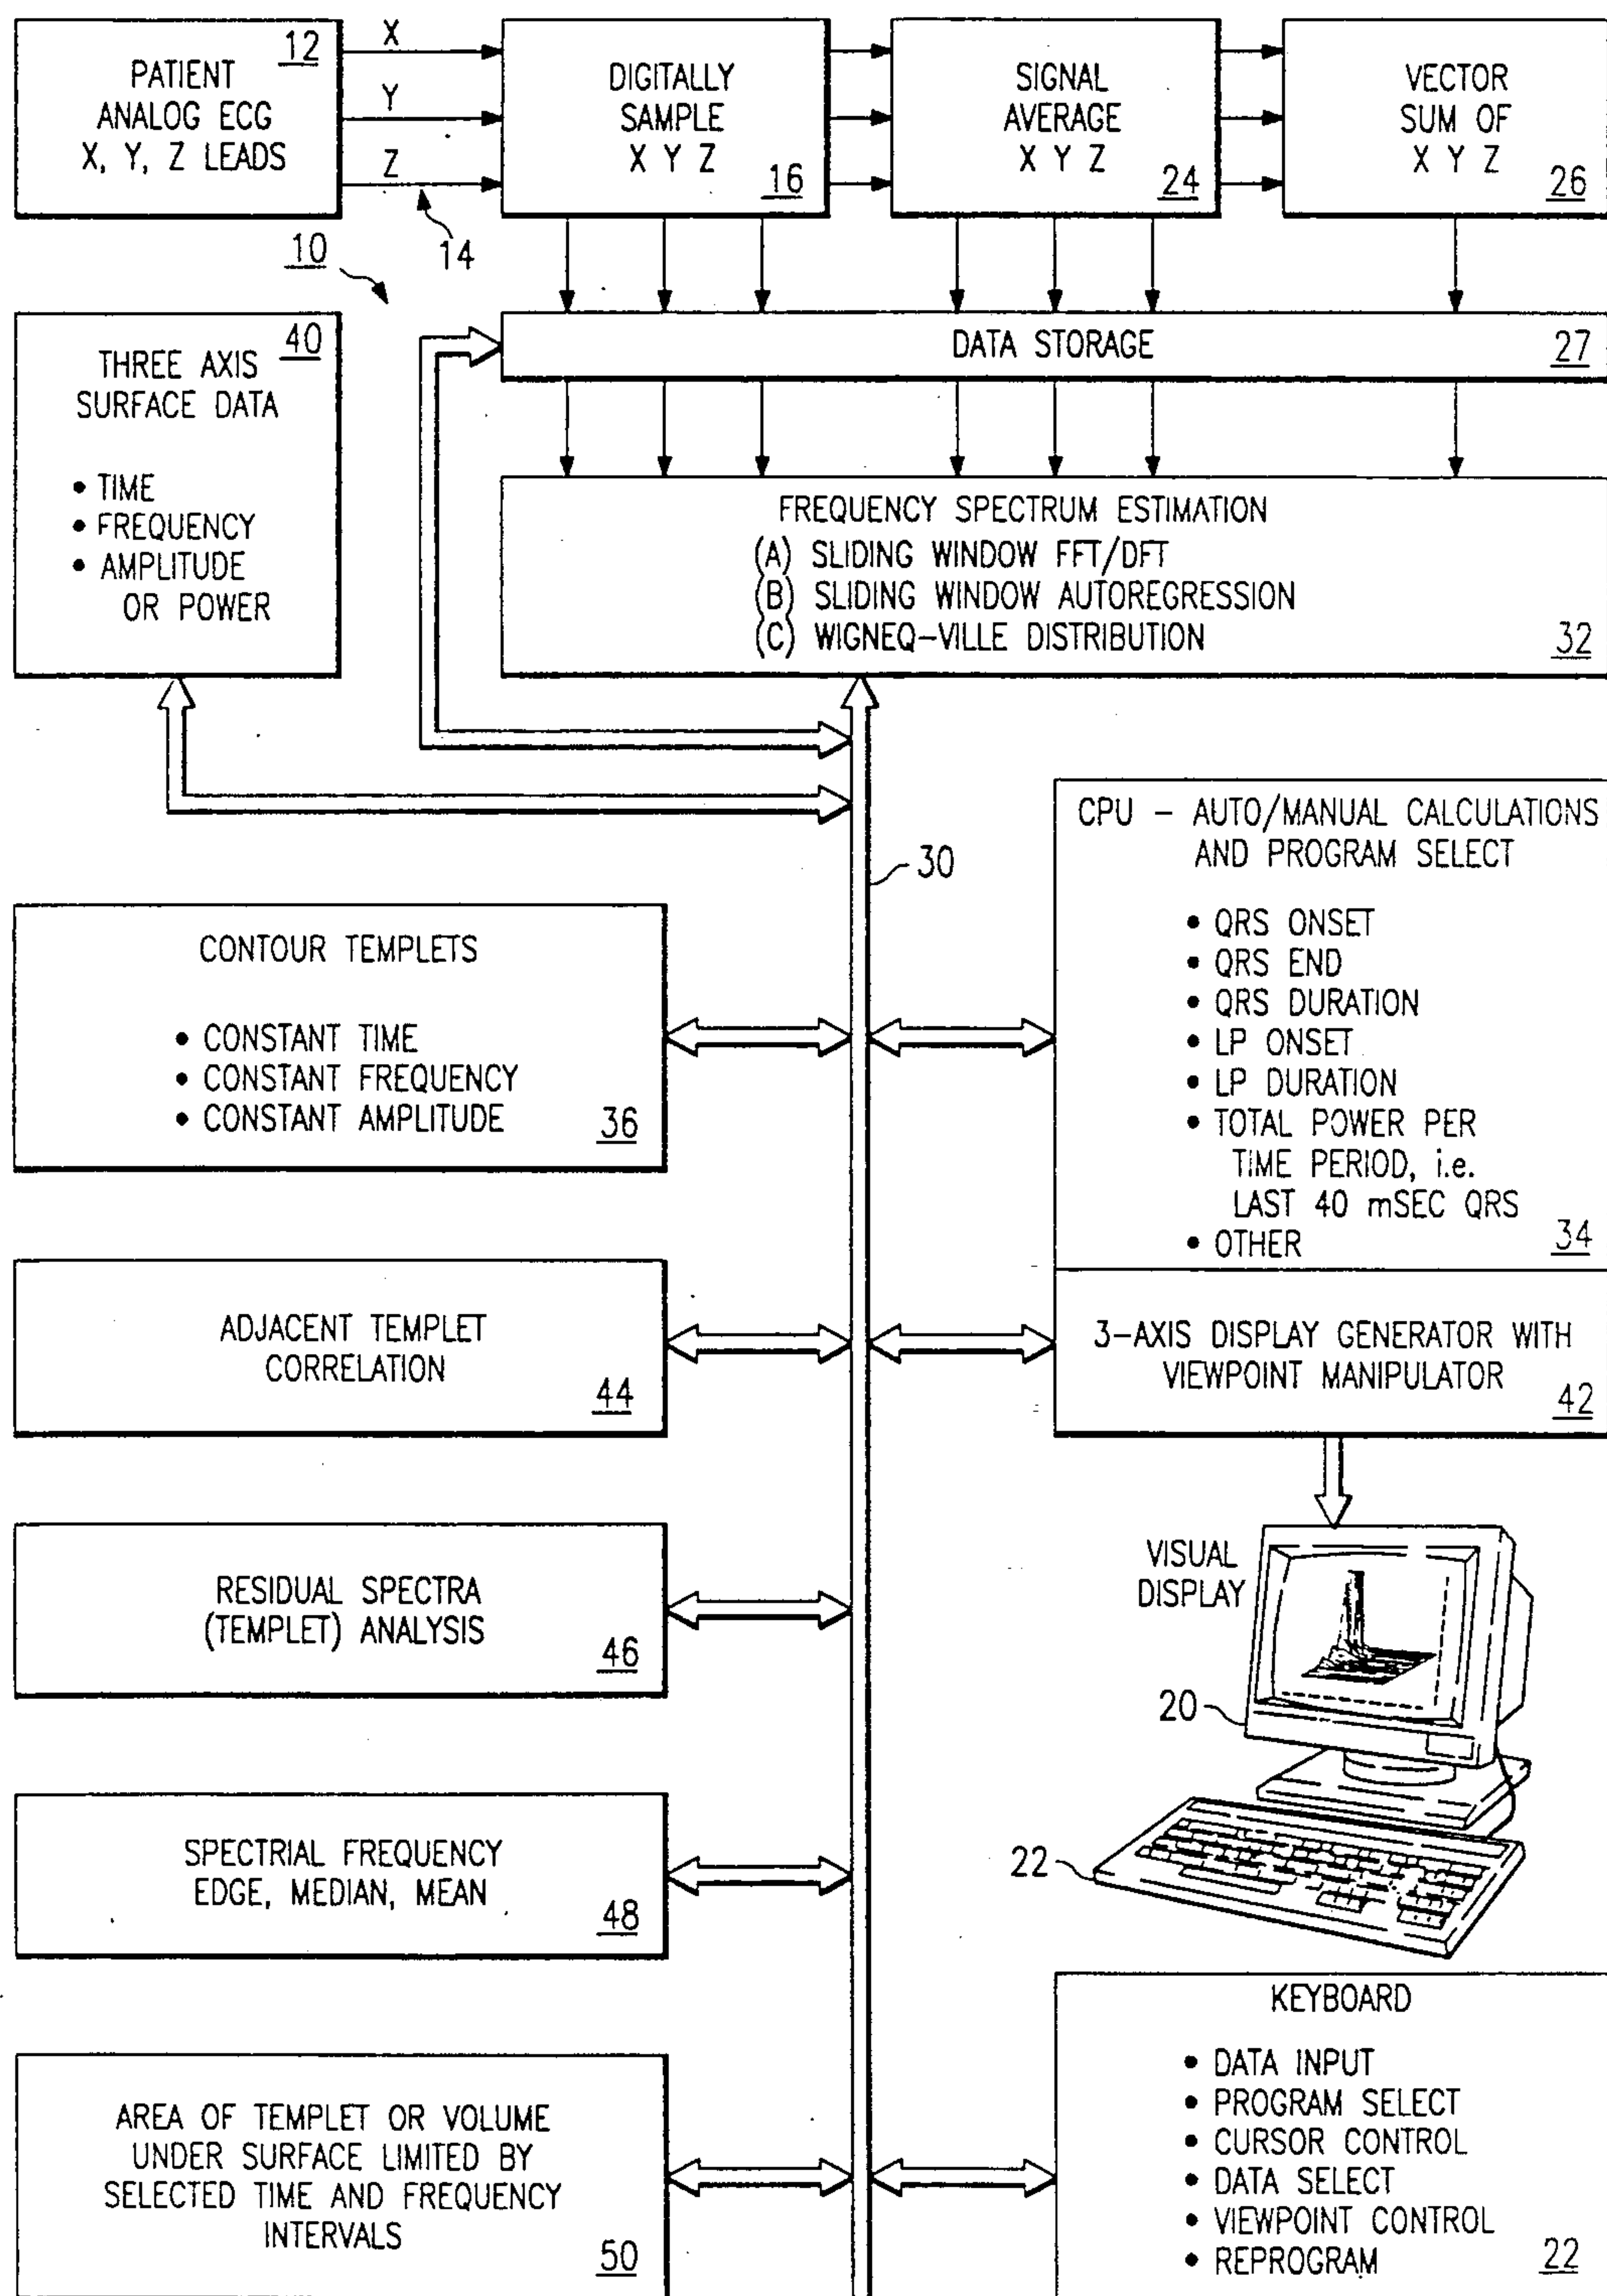 12
PATIENT
ANALOG ECG
X, Y, Z LEADS
X
Y
Z
14
10
DIGITALLY
SAMPLE
X Y Z
16
SIGNAL
AVERAGE
X Y Z
24
VECTOR
SUM OF
X Y Z
26
DATA STORAGE
27
40
THREE AXIS
SURFACE DATA
• TIME
• FREQUENCY
• AMPLITUDE
OR POWER
FREQUENCY SPECTRUM ESTIMATION
(A) SLIDING WINDOW FFT/DFT
(B) SLIDING WINDOW AUTOREGRESSION
(C) WIGNEQ-VILLE DISTRIBUTION
32
30
CPU - AUTO/MANUAL CALCULATIONS
AND PROGRAM SELECT
• QRS ONSET
• QRS END
• QRS DURATION
• LP ONSET
• LP DURATION
• TOTAL POWER PER
TIME PERIOD, i.e.
LAST 40 mSEC QRS
• OTHER
34
CONTOUR TEMPLETS
• CONSTANT TIME
• CONSTANT FREQUENCY
• CONSTANT AMPLITUDE
36
ADJACENT TEMPLET
CORRELATION
44
3-AXIS DISPLAY GENERATOR WITH
VIEWPOINT MANIPULATOR
42
RESIDUAL SPECTRA
(TEMPLET) ANALYSIS
46
VISUAL
DISPLAY
20
22
SPECTRIAL FREQUENCY
EDGE, MEDIAN, MEAN
48
AREA OF TEMPLET OR VOLUME
UNDER SURFACE LIMITED BY
SELECTED TIME AND FREQUENCY
INTERVALS
50
KEYBOARD
• DATA INPUT
• PROGRAM SELECT
• CURSOR CONTROL
• DATA SELECT
• VIEWPOINT CONTROL
• REPROGRAM
22